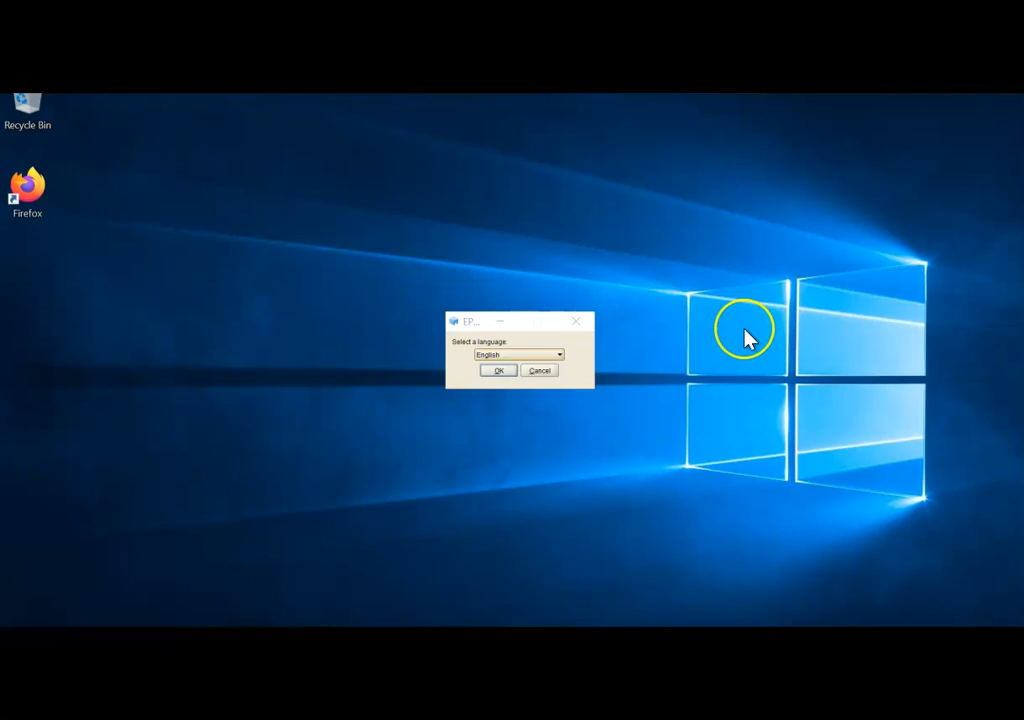 Recycle Bin
Firefox
EP...
Select a language:
English
OK
Cancel